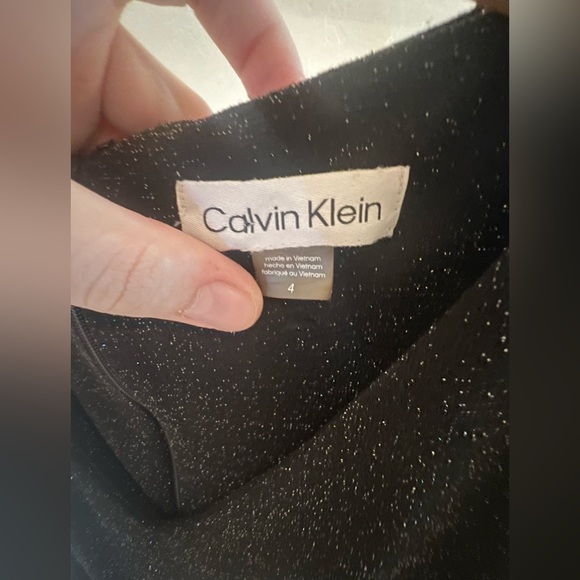 Calvin Klein
made in Vietnam
hecho en Vietnam
fabriqué au Vietnam
4